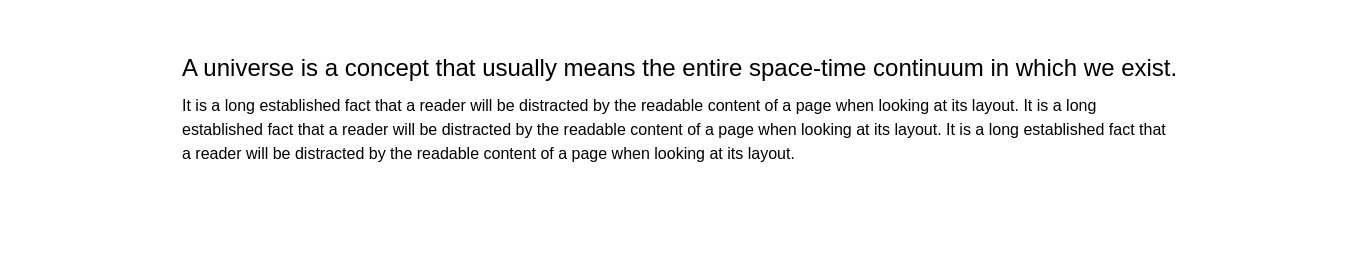 A universe is a concept that usually means the entire space-time continuum in which we exist.
It is a long established fact that a reader will be distracted by the readable content of a page when looking at its layout. It is a long
established fact that a reader will be distracted by the readable content of a page when looking at its layout. It is a long established fact that
a reader will be distracted by the readable content of a page when looking at its layout.